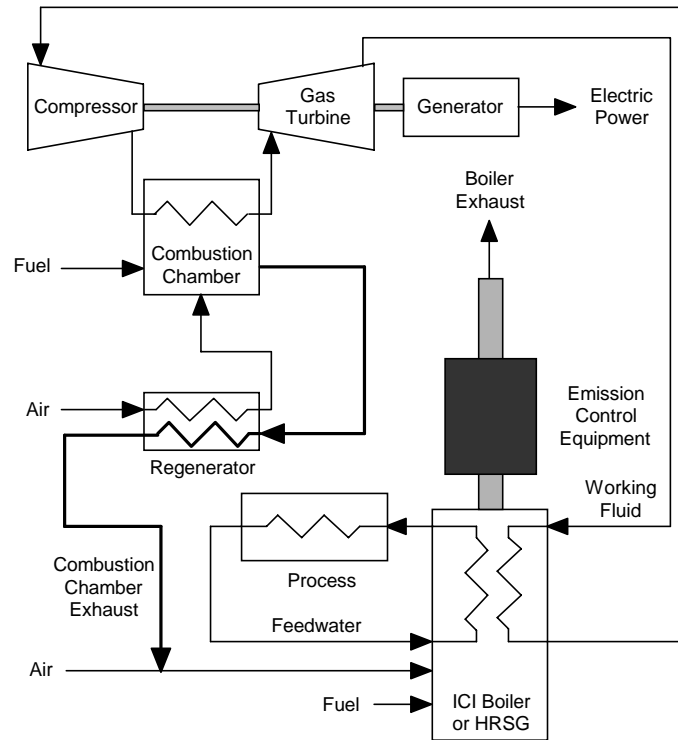 Compressor
Gas
Turbine
Generator
Electric
Power
Boiler
Exhaust
Fuel
Combustion
Chamber
Air
Regenerator
Emission
Control
Equipment
Working
Fluid
Process
Combustion
Chamber
Exhaust
Feedwater
Air
Fuel
ICI Boiler
or HRSG